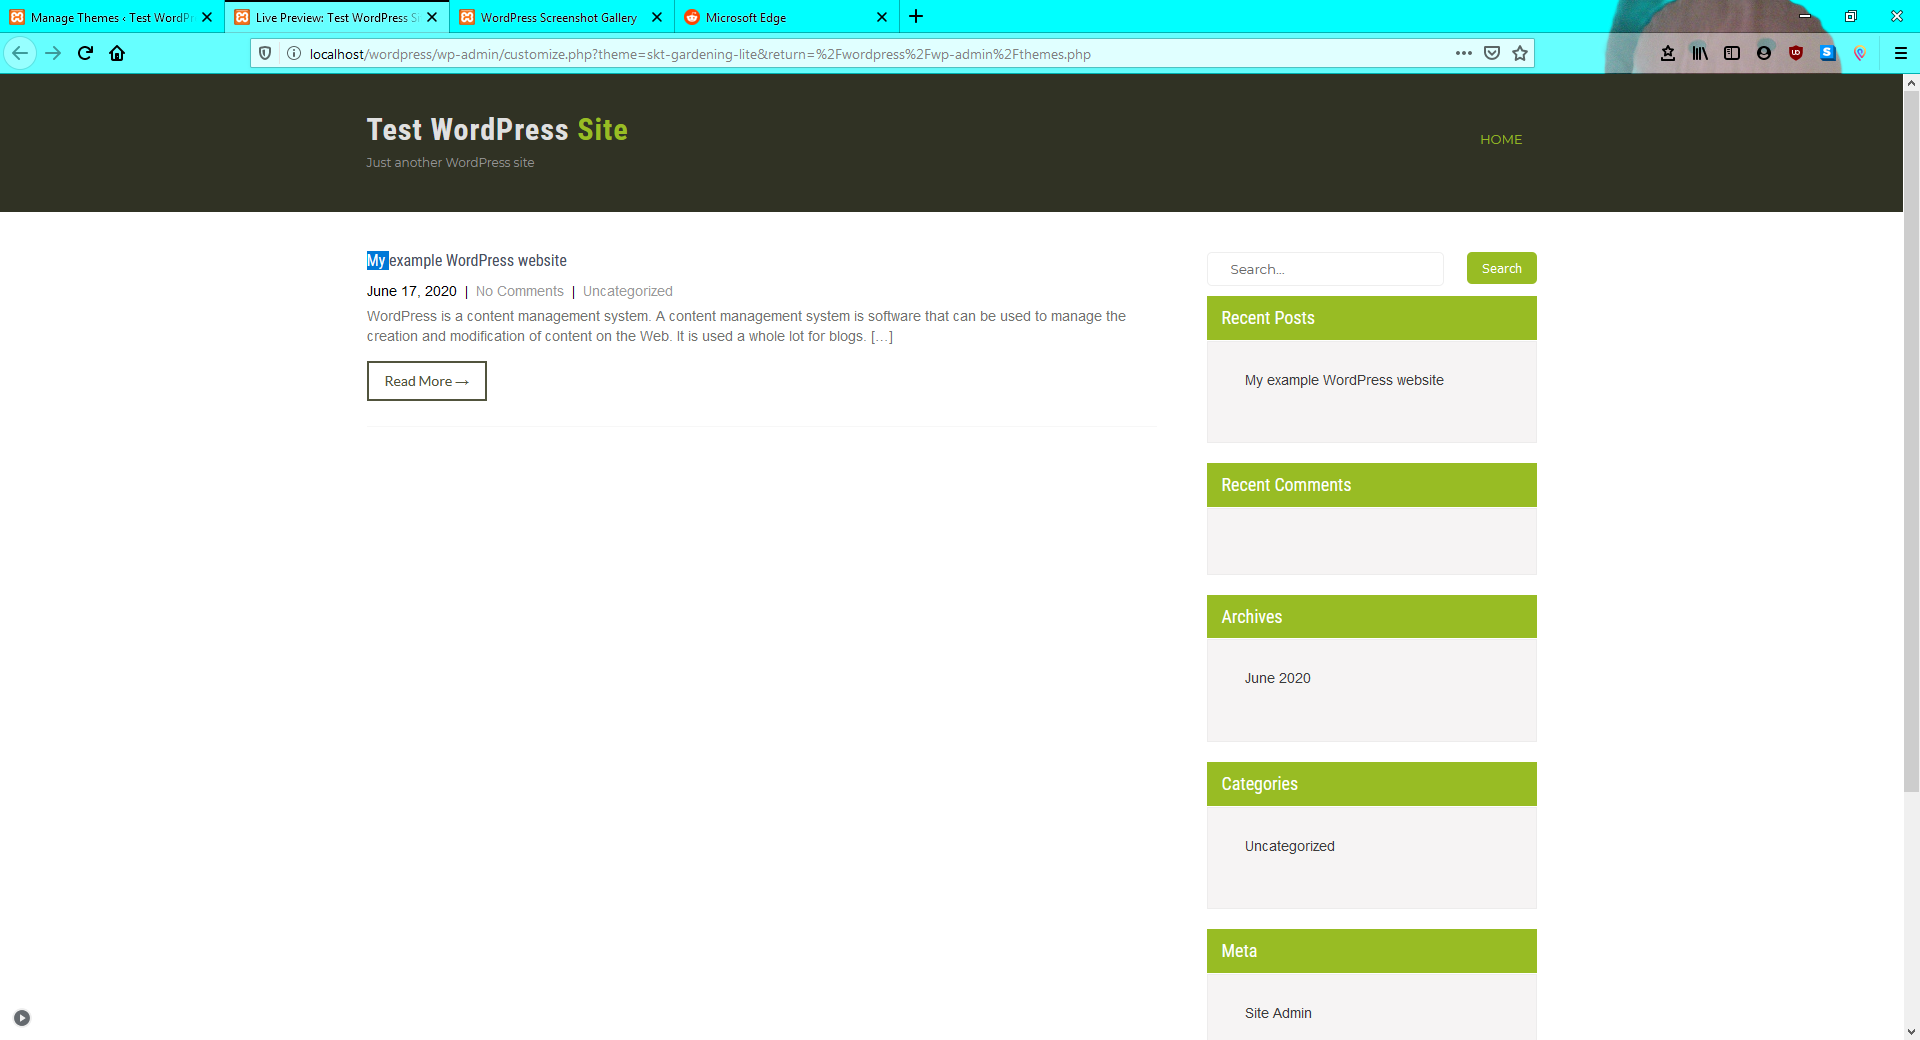 Manage Themes ‹ Test WordPr
Live Preview: Test WordPress S
WordPress Screenshot Gallery
Microsoft Edge
localhost/wordpress/wp-admin/customize.php?theme=skt-gardening-lite&return=%2Fwordpress%2Fwp-admin%2Fthemes.php
Test WordPress Site
Just another WordPress site
HOME
My example WordPress website
June 17, 2020 | No Comments | Uncategorized
WordPress is a content management system. A content management system is software that can be used to manage the
creation and modification of content on the Web. It is used a whole lot for blogs. […]
Read More →
Search...
Search
Recent Posts
My example WordPress website
Recent Comments
Archives
June 2020
Categories
Uncategorized
Meta
Site Admin